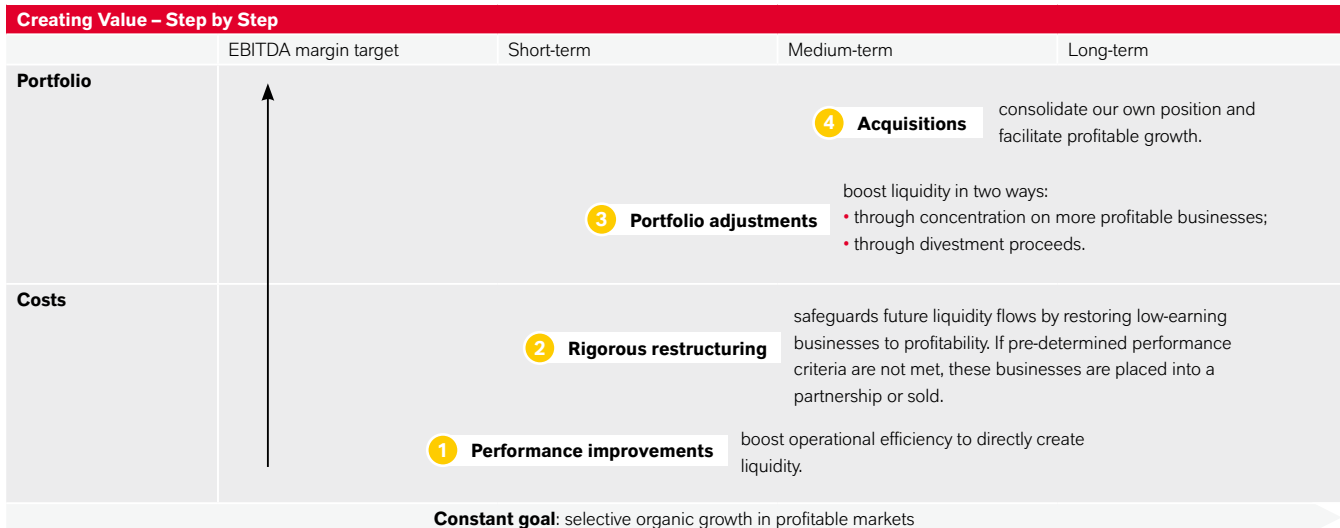 Creating Value – Step by Step
EBITDA margin target Short-term Medium-term Long-term
Portfolio
4 Acquisitions
consolidate our own position and
facilitate profitable growth.
3 Portfolio adjustments
boost liquidity in two ways:
• through concentration on more profitable businesses;
• through divestment proceeds.
Costs
2 Rigorous restructuring
safeguards future liquidity flows by restoring low-earning
businesses to profitability. If pre-determined performance
criteria are not met, these businesses are placed into a
partnership or sold.
1 Performance improvements
boost operational efficiency to directly create
liquidity.
Constant goal: selective organic growth in profitable markets